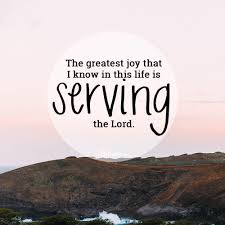 The greatest joy that
I know in this life is
serving
the Lord.